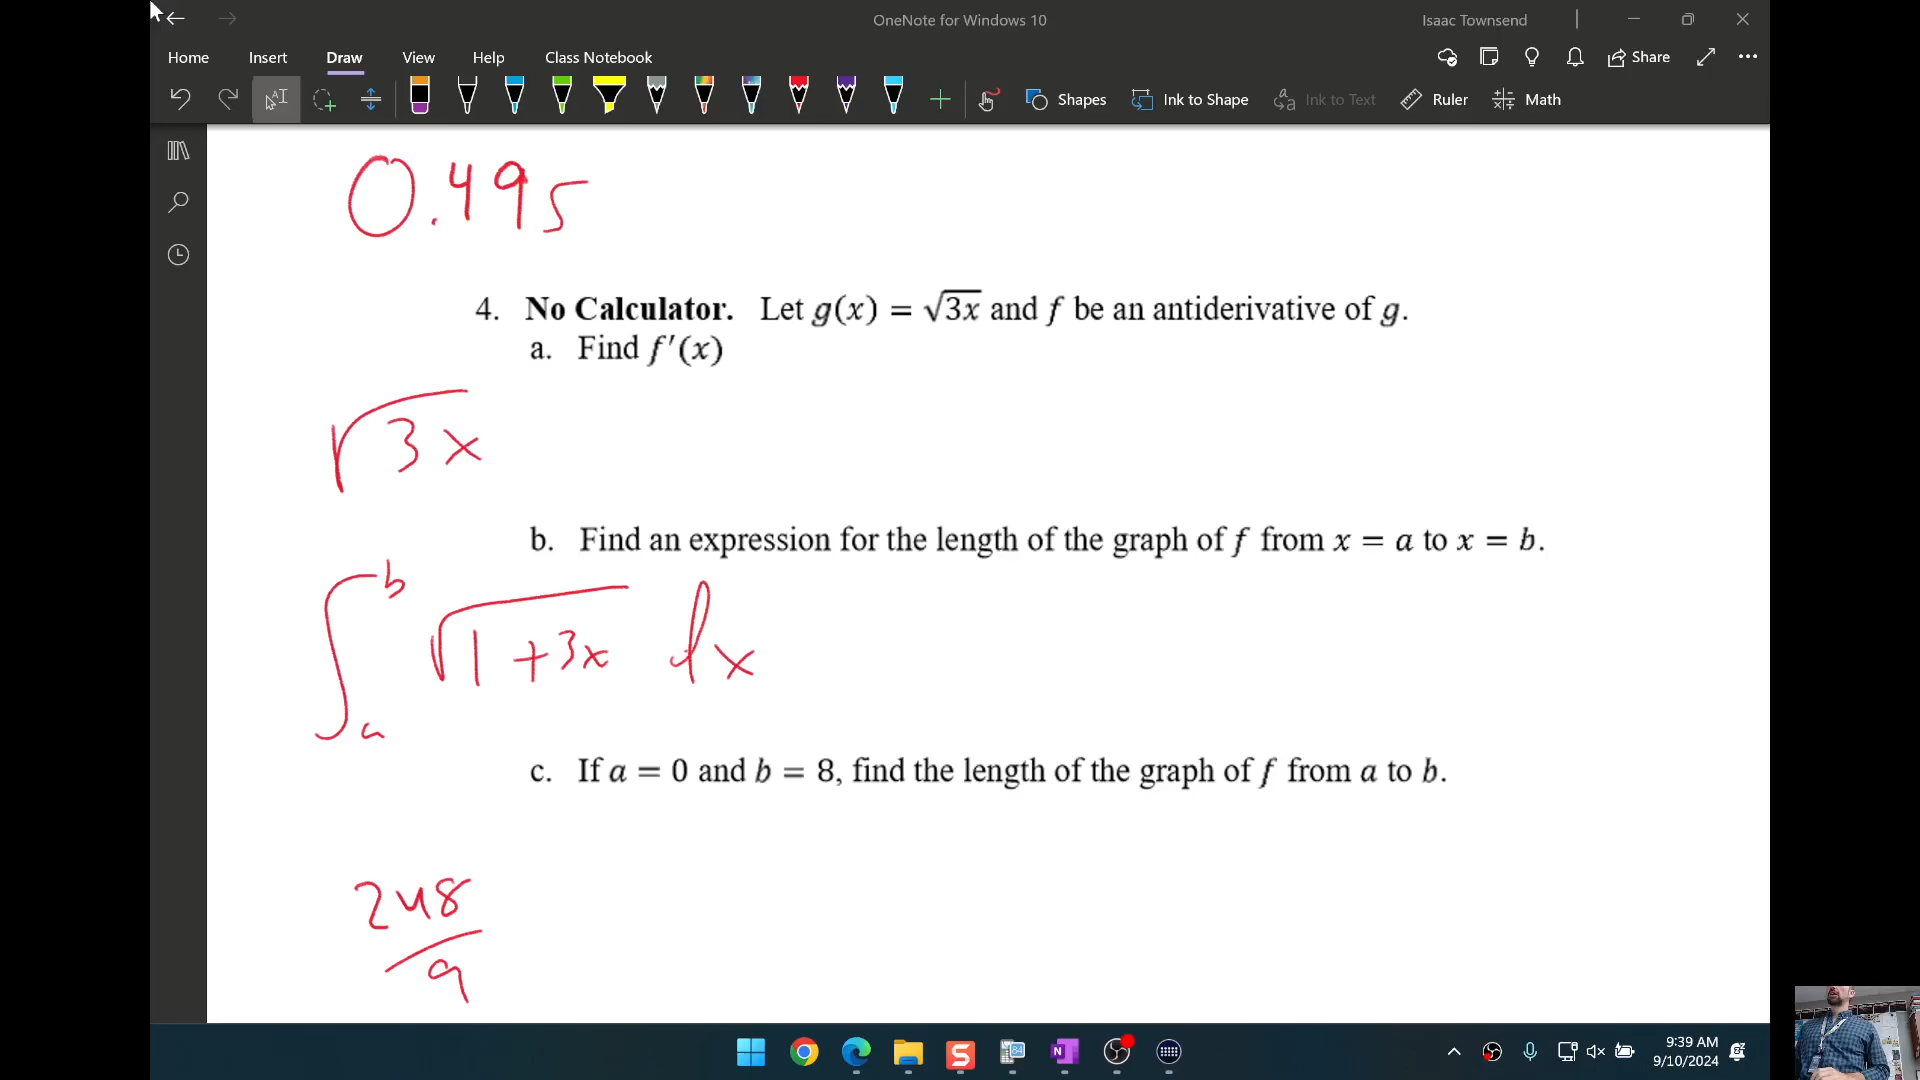 OneNote for Windows 10
Isaac Townsend
Home Insert Draw View Help Class Notebook
Share
Shapes Ink to Shape Ink to Text Ruler Math
0.495
4. No Calculator. Let g(x) = √3x and f be an antiderivative of g.
a. Find f′(x)
√3x
b. Find an expression for the length of the graph of f from x = a to x = b.
∫_a^b √1+3x dx
c. If a = 0 and b = 8, find the length of the graph of f from a to b.
248
9
9:39 AM
9/10/2024